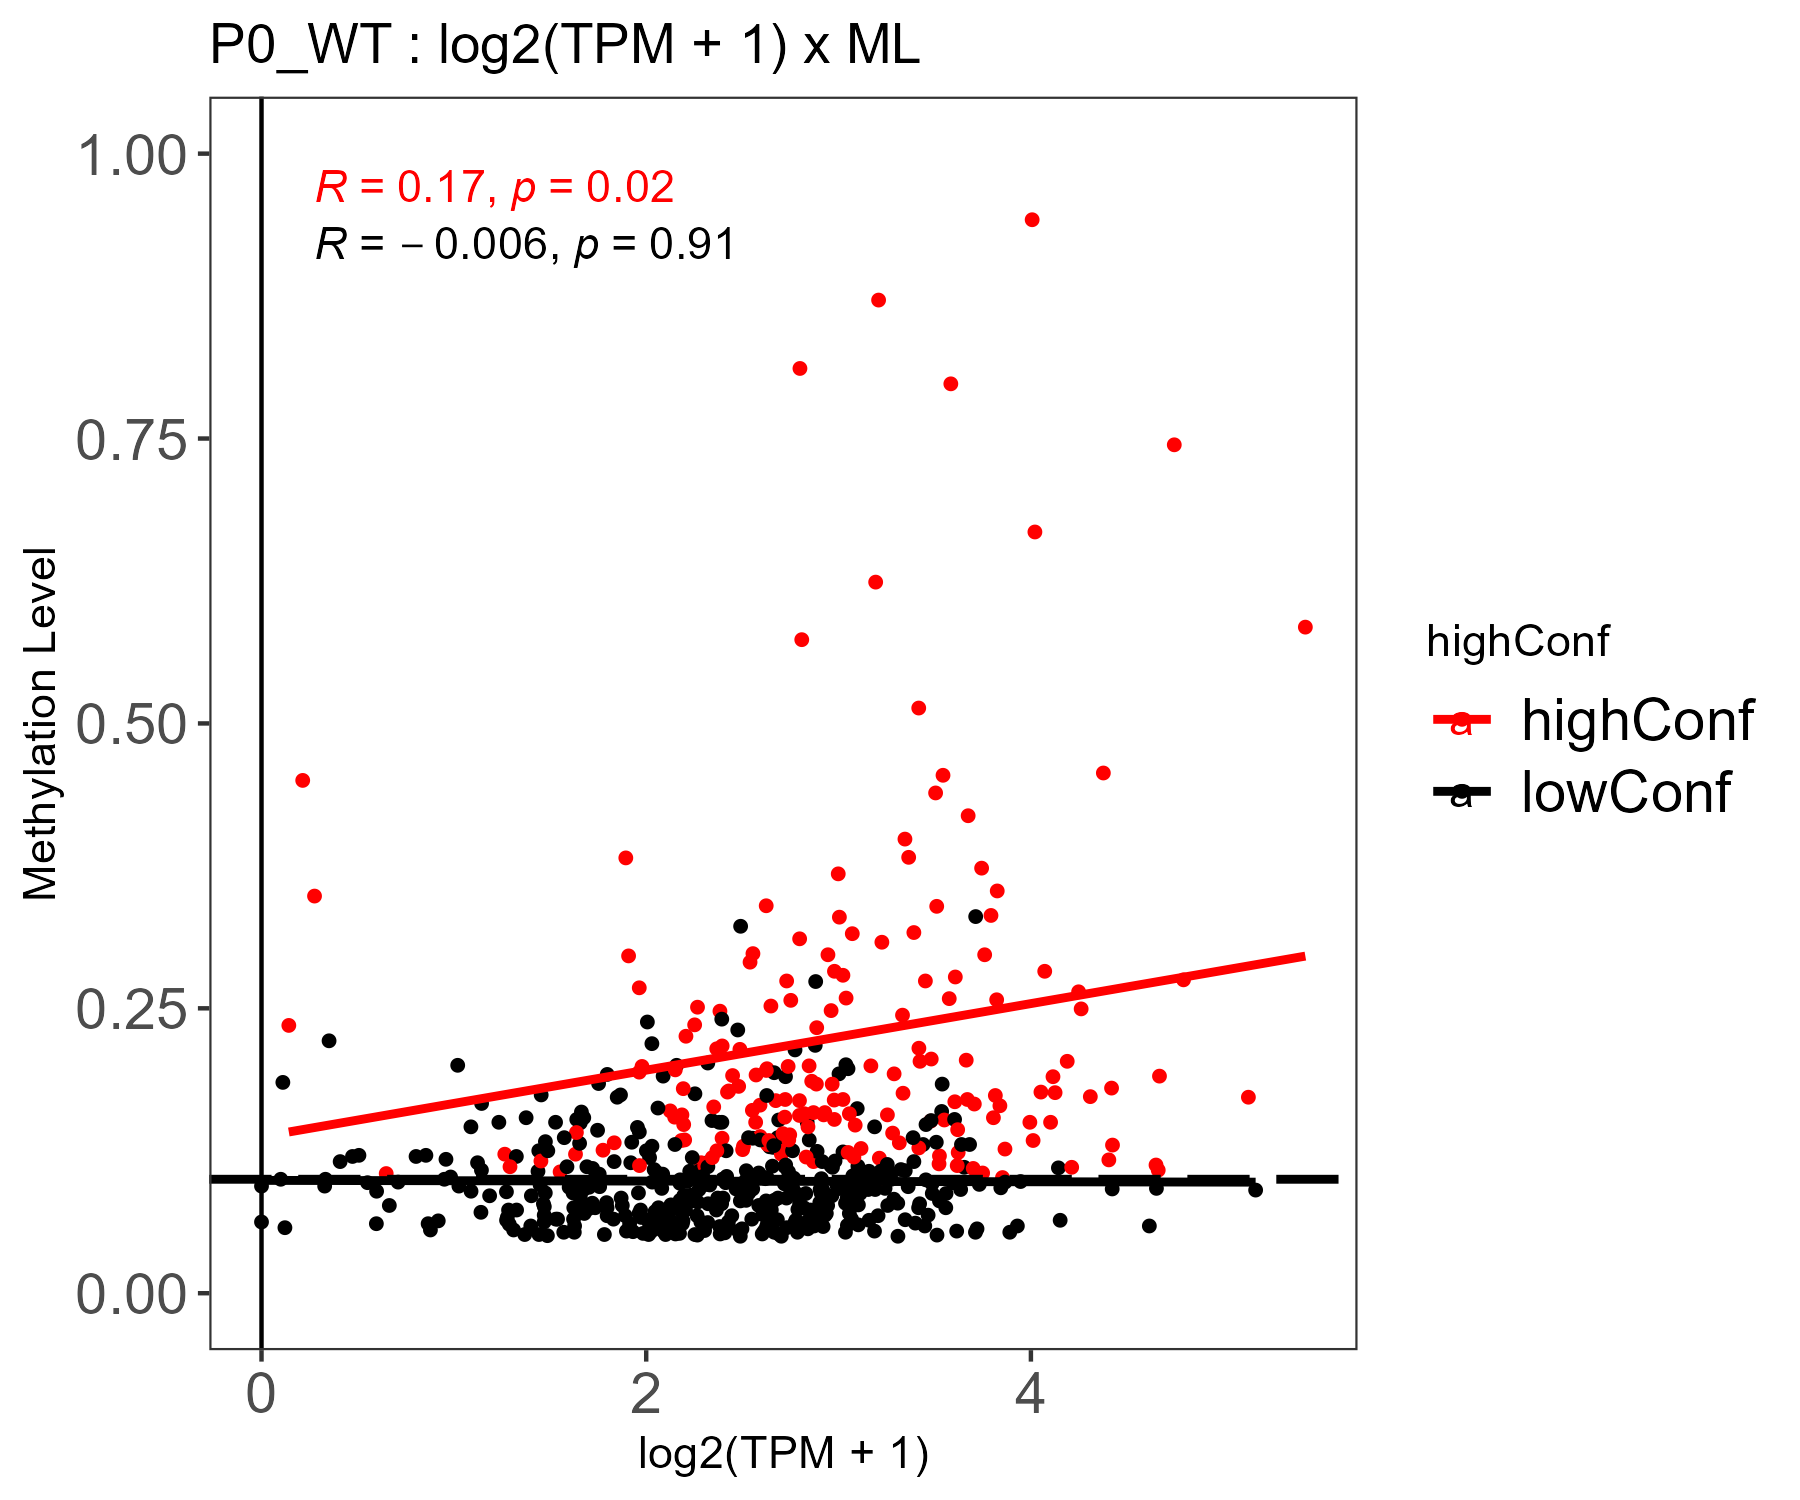 P0_WT : log2(TPM + 1) x ML
1.00
0.75
0.50
0.25
0.00
Methylation Level
R = 0.17, p = 0.02
R = − 0.006, p = 0.91
0 2 4
log2(TPM + 1)
highConf
a highConf
a lowConf